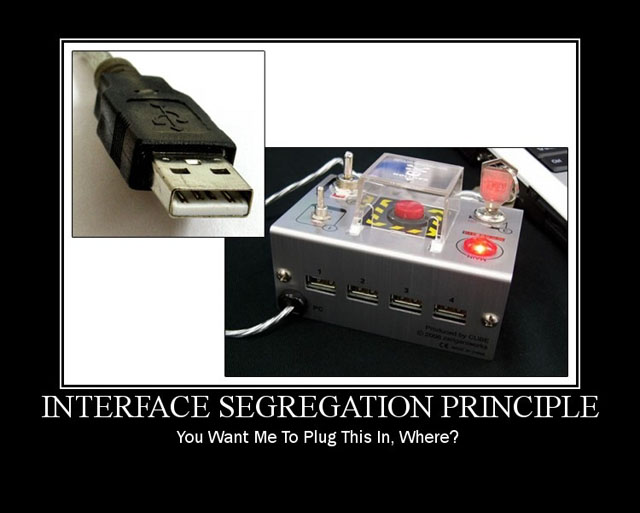 1 2 3 4
PC
Produced by CUBE
INTERFACE SEGREGATION PRINCIPLE
You Want Me To Plug This In, Where?